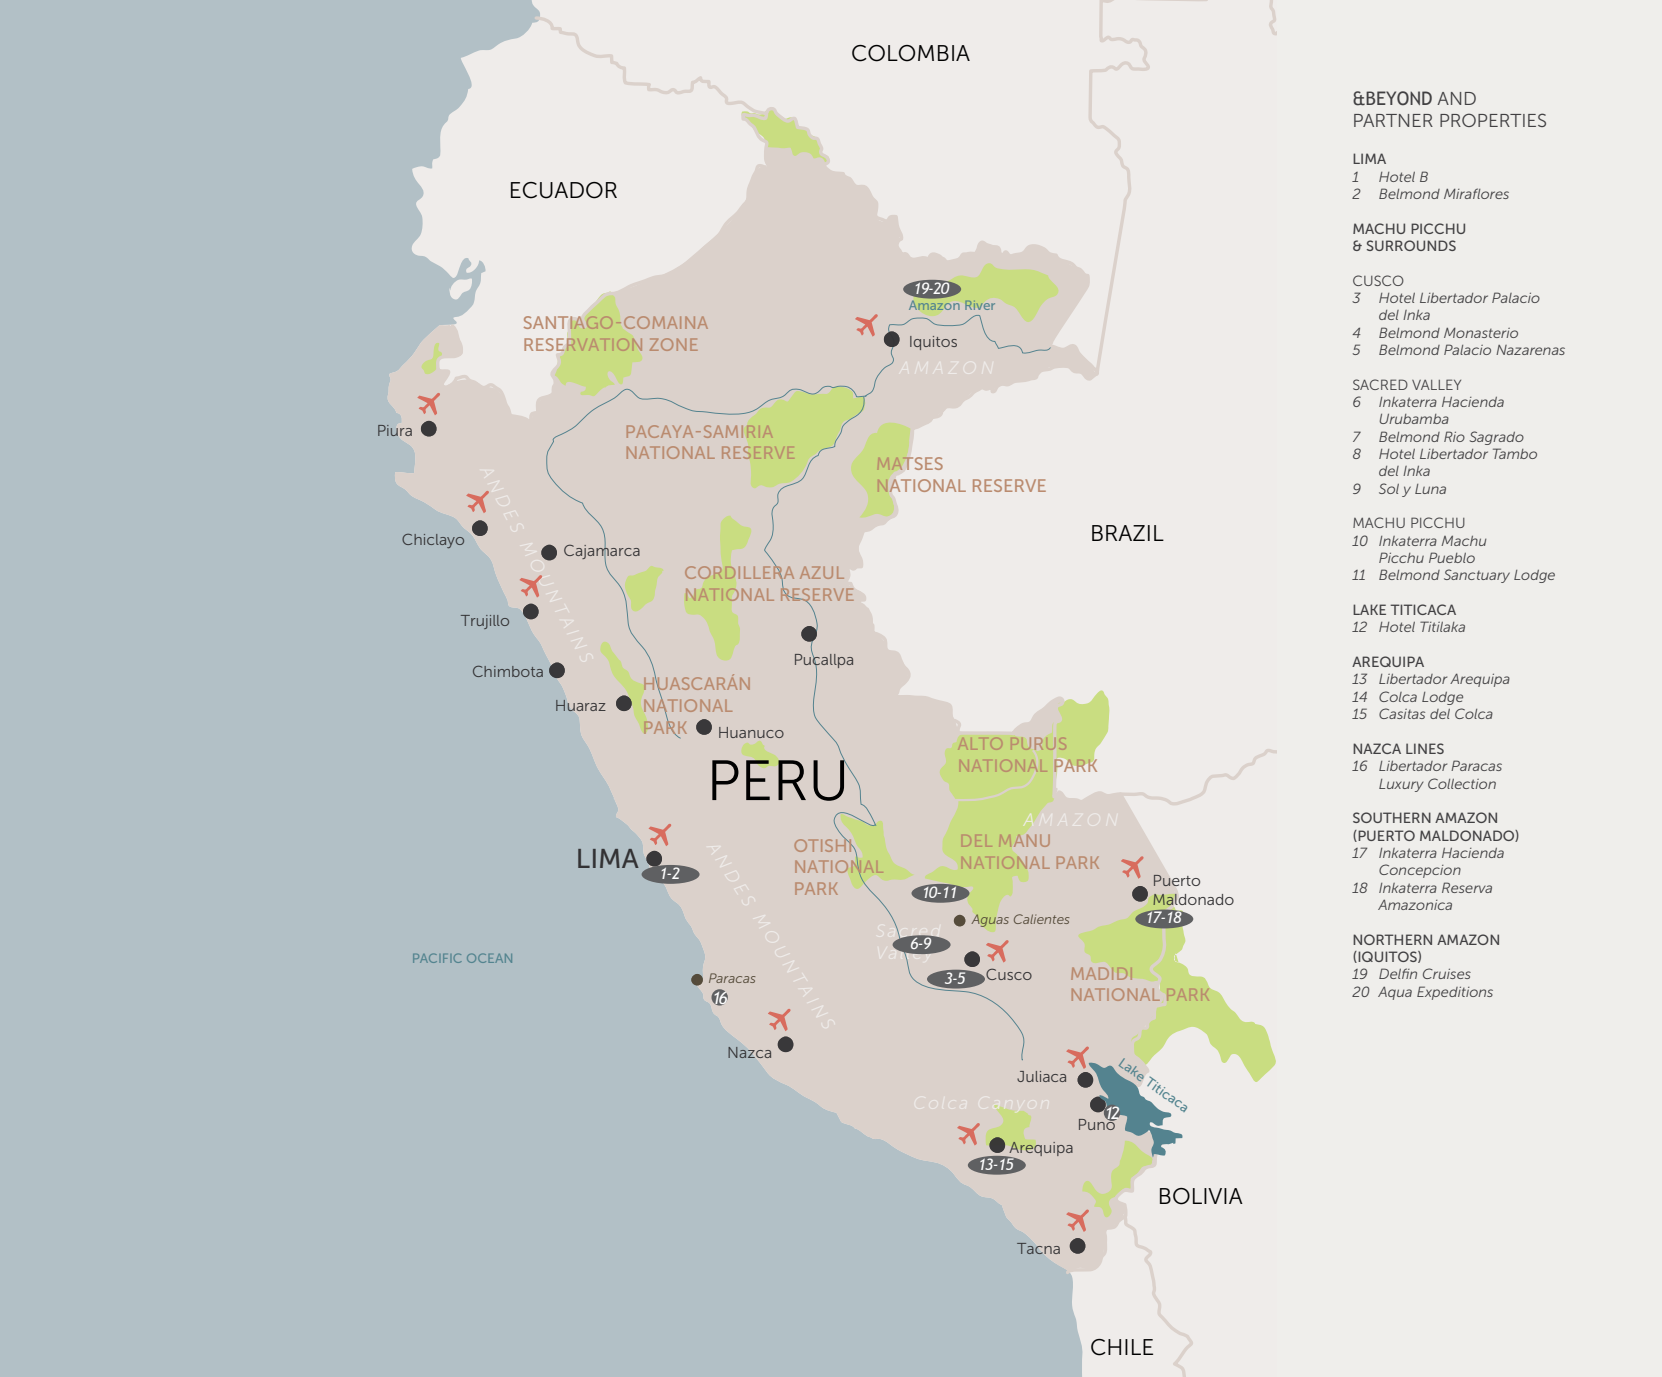 COLOMBIA
ECUADOR
19-20
Amazon River
SANTIAGO-COMAINA
RESERVATION ZONE
Iquitos
AMAZON
Piura
PACAYA-SAMIRIA
NATIONAL RESERVE
MATSES
NATIONAL RESERVE
ANDES MOUNTAINS
Chiclayo
Cajamarca
BRAZIL
CORDILLERA AZUL
NATIONAL RESERVE
Trujillo
Pucallpa
Chimbota
HUASCARÁN
NATIONAL
PARK
Huaraz
Huanuco
PERU
ALTO PURUS
NATIONAL PARK
AMAZON
LIMA
1-2
OTISHI
NATIONAL
PARK
DEL MANU
NATIONAL PARK
ANDES MOUNTAINS
10-11
Puerto
Maldonado
17-18
Aguas Calientes
Sacred
Valley
6-9
3-5
Cusco
PACIFIC OCEAN
MADIDI
NATIONAL PARK
Paracas
16
Nazca
Juliaca
Lake Titicaca
Colca Canyon
12
Puno
Arequipa
13-15
BOLIVIA
Tacna
CHILE
&BEYOND AND
PARTNER PROPERTIES
LIMA
1 Hotel B
2 Belmond Miraflores
MACHU PICCHU
& SURROUNDS
CUSCO
3 Hotel Libertador Palacio
del Inka
4 Belmond Monasterio
5 Belmond Palacio Nazarenas
SACRED VALLEY
6 Inkaterra Hacienda
Urubamba
7 Belmond Rio Sagrado
8 Hotel Libertador Tambo
del Inka
9 Sol y Luna
MACHU PICCHU
10 Inkaterra Machu
Picchu Pueblo
11 Belmond Sanctuary Lodge
LAKE TITICACA
12 Hotel Titilaka
AREQUIPA
13 Libertador Arequipa
14 Colca Lodge
15 Casitas del Colca
NAZCA LINES
16 Libertador Paracas
Luxury Collection
SOUTHERN AMAZON
(PUERTO MALDONADO)
17 Inkaterra Hacienda
Concepcion
18 Inkaterra Reserva
Amazonica
NORTHERN AMAZON
(IQUITOS)
19 Delfin Cruises
20 Aqua Expeditions